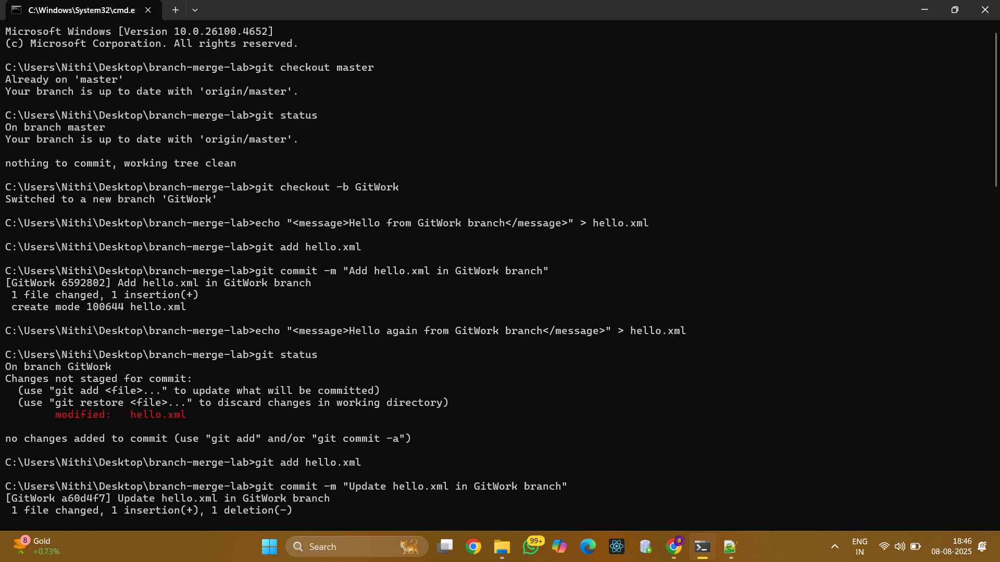 C:\Windows\System32\cmd.e
Microsoft Windows [Version 10.0.26100.4652]
(c) Microsoft Corporation. All rights reserved.
C:\Users\Nithi\Desktop\branch-merge-lab>git checkout master
Already on 'master'
Your branch is up to date with 'origin/master'.
C:\Users\Nithi\Desktop\branch-merge-lab>git status
On branch master
Your branch is up to date with 'origin/master'.
nothing to commit, working tree clean
C:\Users\Nithi\Desktop\branch-merge-lab>git checkout -b GitWork
Switched to a new branch 'GitWork'
C:\Users\Nithi\Desktop\branch-merge-lab>echo "<message>Hello from GitWork branch</message>" > hello.xml
C:\Users\Nithi\Desktop\branch-merge-lab>git add hello.xml
C:\Users\Nithi\Desktop\branch-merge-lab>git commit -m "Add hello.xml in GitWork branch"
[GitWork 6592802] Add hello.xml in GitWork branch
 1 file changed, 1 insertion(+)
 create mode 100644 hello.xml
C:\Users\Nithi\Desktop\branch-merge-lab>echo "<message>Hello again from GitWork branch</message>" > hello.xml
C:\Users\Nithi\Desktop\branch-merge-lab>git status
On branch GitWork
Changes not staged for commit:
  (use "git add <file>..." to update what will be committed)
  (use "git restore <file>..." to discard changes in working directory)
        modified:   hello.xml
no changes added to commit (use "git add" and/or "git commit -a")
C:\Users\Nithi\Desktop\branch-merge-lab>git add hello.xml
C:\Users\Nithi\Desktop\branch-merge-lab>git commit -m "Update hello.xml in GitWork branch"
[GitWork a60d4f7] Update hello.xml in GitWork branch
 1 file changed, 1 insertion(+), 1 deletion(-)
8
Gold
+0.73%
Search
99+
ENG
IN
18:46
08-08-2025